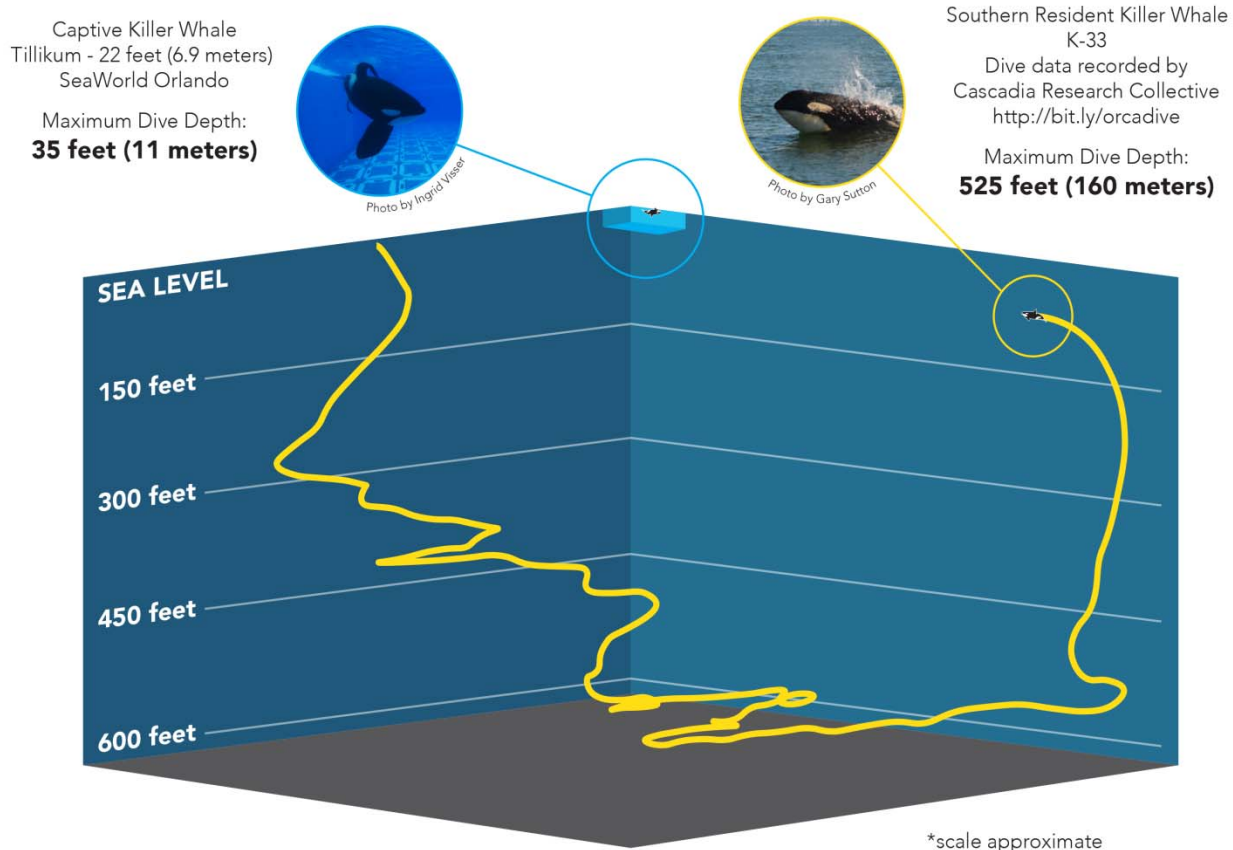 Captive Killer Whale
Tillikum - 22 feet (6.9 meters)
SeaWorld Orlando
Maximum Dive Depth:
35 feet (11 meters)
Photo by Ingrid Visser
Southern Resident Killer Whale
K-33
Dive data recorded by
Cascadia Research Collective
http://bit.ly/orcadive
Maximum Dive Depth:
525 feet (160 meters)
Photo by Gary Sutton
SEA LEVEL
150 feet
300 feet
450 feet
600 feet
*scale approximate